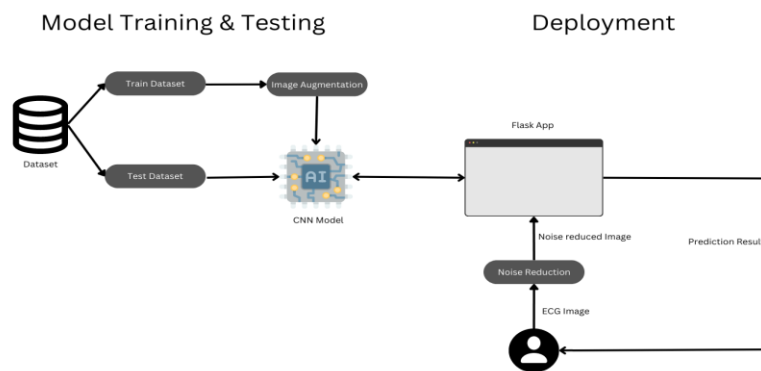 Model Training & Testing
Deployment
Train Dataset
Image Augmentation
Dataset
Test Dataset
AI
CNN Model
Flask App
Noise reduced Image
Prediction Resul
Noise Reduction
ECG Image